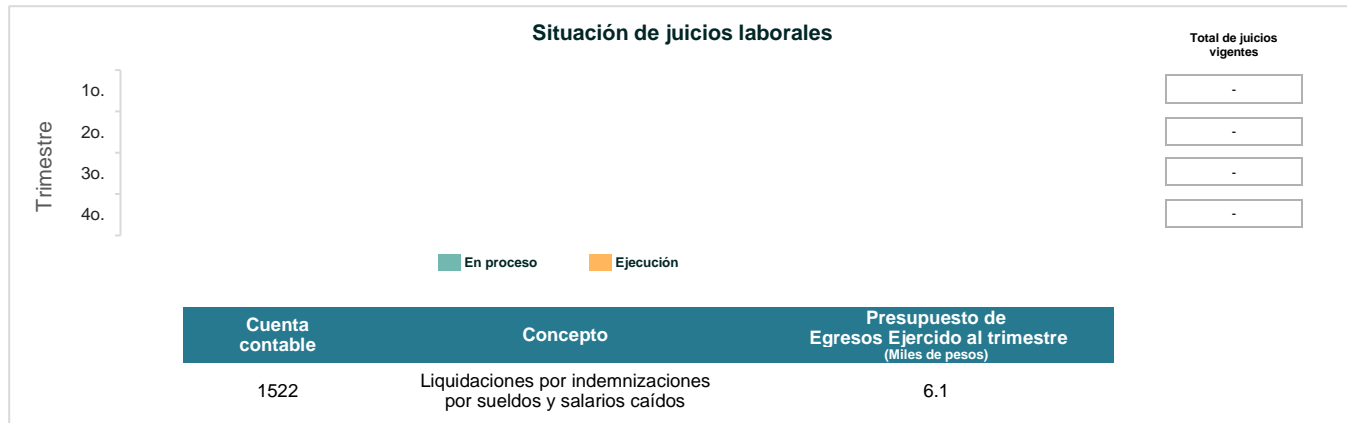 Situación de juicios laborales
Total de juicios
vigentes
Trimestre
1o.
-
2o.
-
3o.
-
4o.
-
En proceso
Ejecución
Cuenta
contable
Concepto
Presupuesto de
Egresos Ejercido al trimestre
(Miles de pesos)
1522
Liquidaciones por indemnizaciones
por sueldos y salarios caídos
6.1